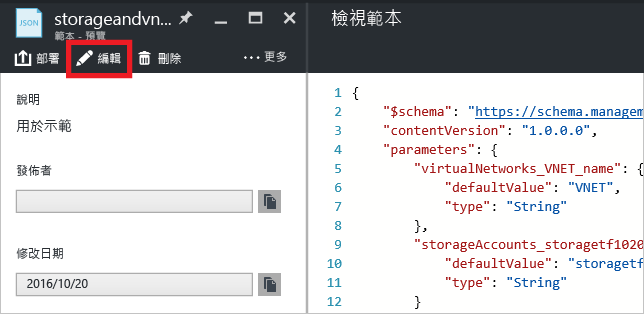 JSON
storageandvn...
範本 - 預覽
部署
編輯
刪除
... 更多
說明
用於示範
發佈者
修改日期
2016/10/20
檢視範本
1 {
2 "$schema": "https://schema.managem
3 "contentVersion": "1.0.0.0",
4 "parameters": {
5 "virtualNetworks_VNET_name": {
6 "defaultValue": "VNET",
7 "type": "String"
8 },
9 "storageAccounts_storagetf1020
10 "defaultValue": "storagetf
11 "type": "String"
12 }